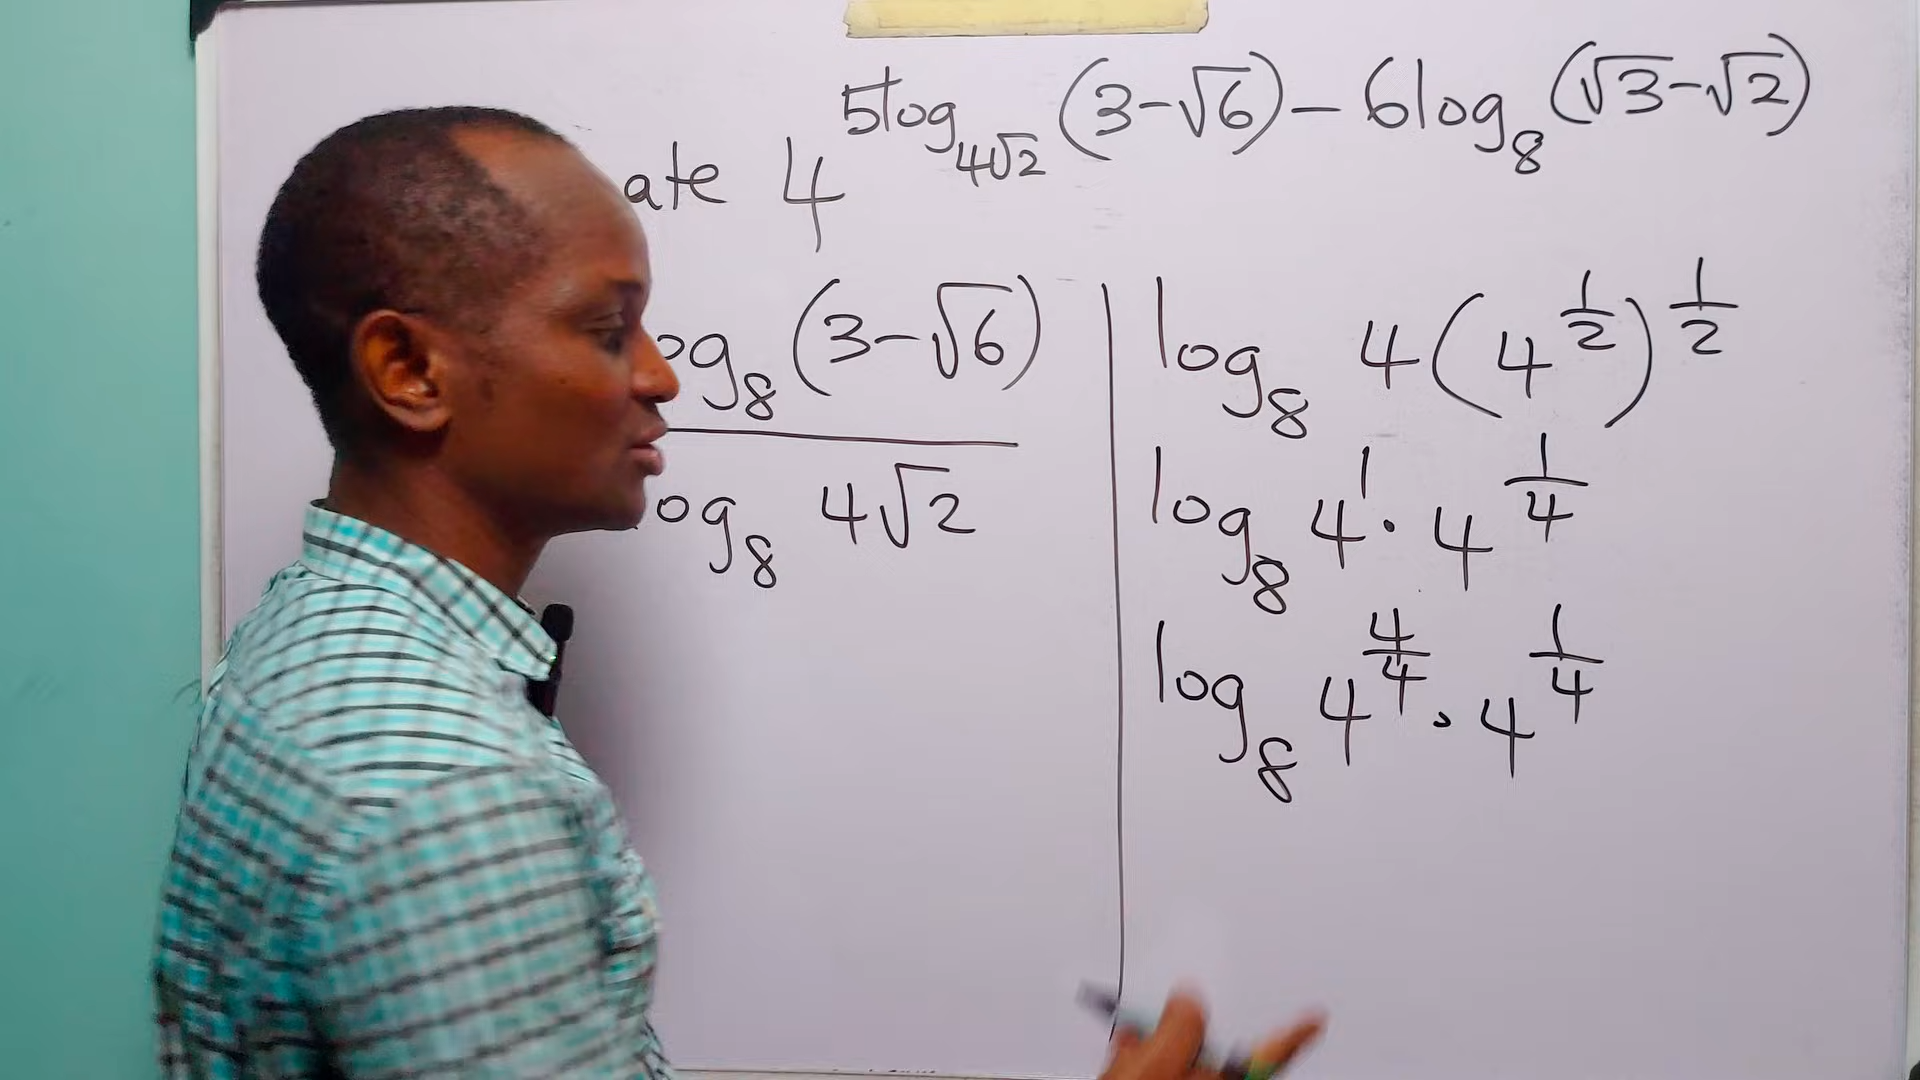 ate 4^{5log_{4√2}(3-√6) - 6log_8(√3-√2)}
og_8 (3-√6)
og_8 4√2
log_8 4(4^{1/2})^{1/2}
log_8 4^1 · 4^{1/4}
log_8 4^{4/4} · 4^{1/4}